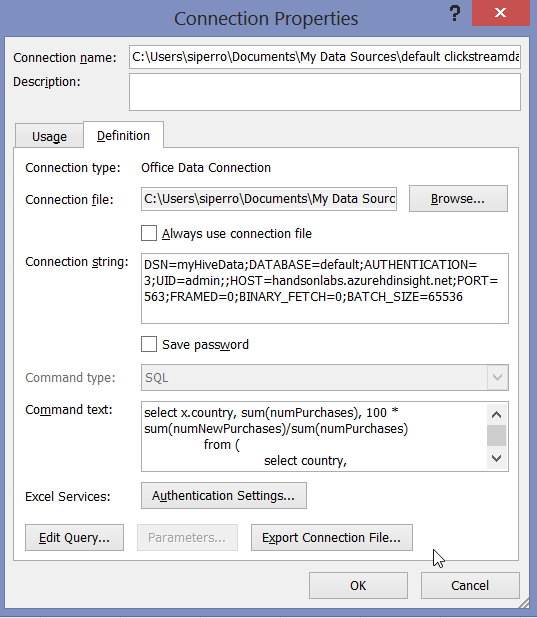 Connection Properties
?
Connection name:
C:\Users\siperro\Documents\My Data Sources\default clickstreamda
Description:
Usage
Definition
Connection type:
Office Data Connection
Connection file:
C:\Users\siperro\Documents\My Data Sourc
Browse...
Always use connection file
Connection string:
DSN=myHiveData;DATABASE=default;AUTHENTICATION=
3;UID=admin;;HOST=handsonlabs.azurehdinsight.net;PORT=
563;FRAMED=0;BINARY_FETCH=0;BATCH_SIZE=65536
Save password
Command type:
SQL
Command text:
select x.country, sum(numPurchases), 100 *
sum(numNewPurchases)/sum(numPurchases)
from (
select country,
Excel Services:
Authentication Settings...
Edit Query...
Parameters...
Export Connection File...
OK
Cancel